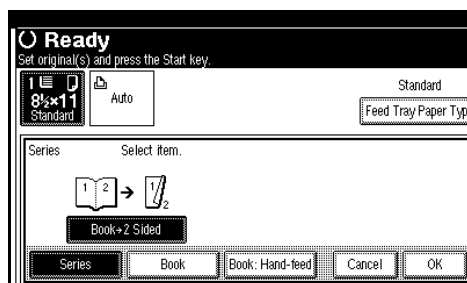 Ready
Set original(s) and press the Start key.
1
8½×11
Standard
Auto
Standard
Feed Tray Paper Typ
Series Select item.
1 2 → 1 2
Book→2 Sided
Series Book Book: Hand-feed Cancel OK